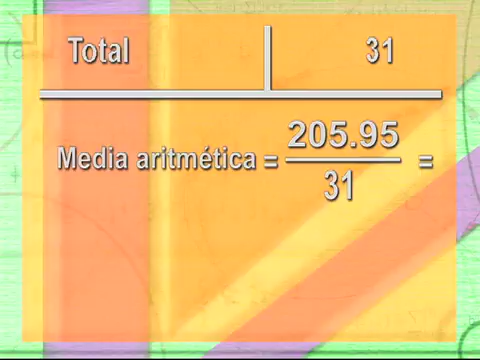 Total 31
Media aritmética = 205.95 =
31